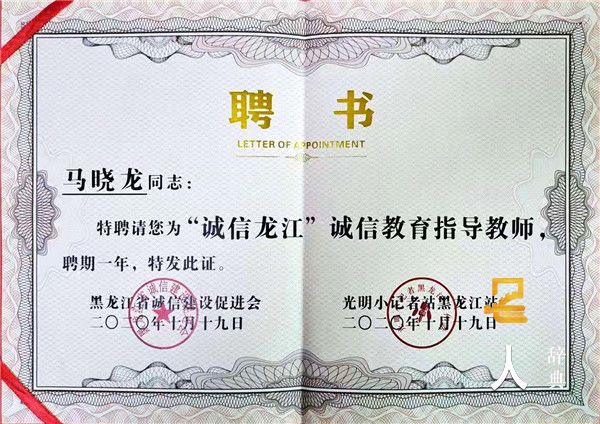 聘书
LETTER OF APPOINTMENT
马晓龙同志：
特聘请您为“诚信龙江”诚信教育指导教师，
聘期一年，特发此证。
黑龙江省诚信建设促进会
二〇二〇年十月十九日
光明小记者站黑龙江站
二〇二〇年十月十九日
人
辞典